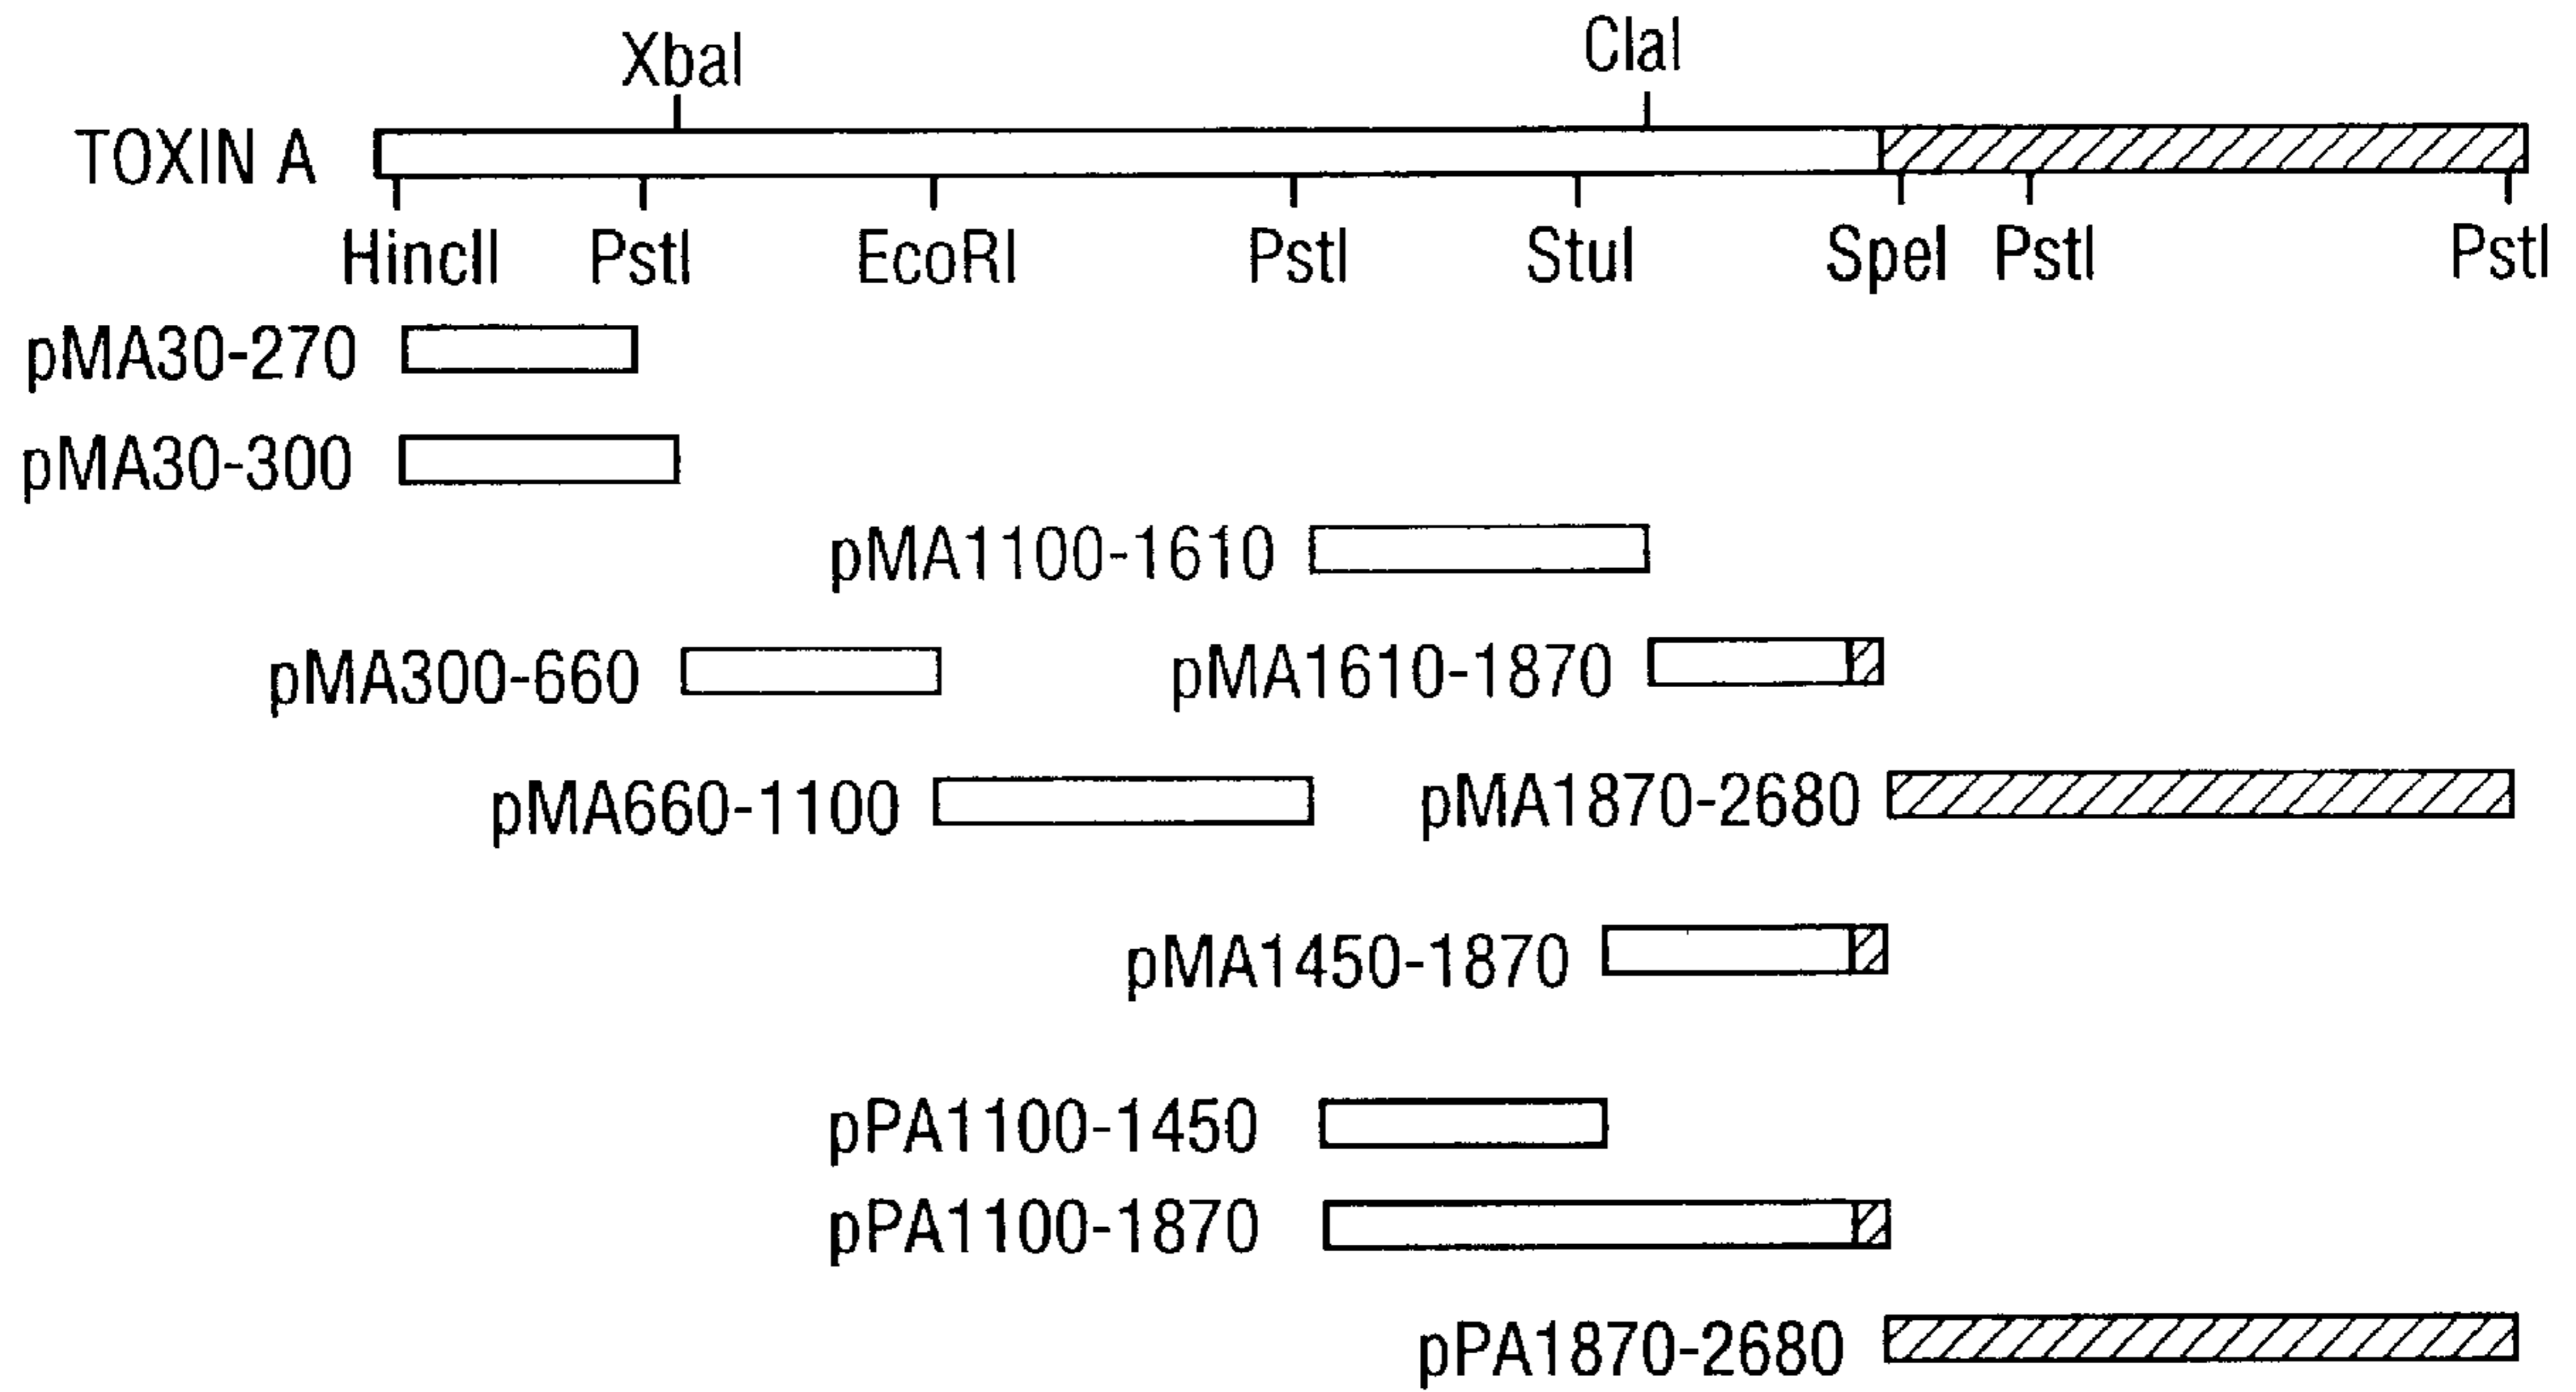 XbaI ClaI
TOXIN A
HincII PstI EcoRI PstI StuI SpeI PstI PstI
pMA30-270
pMA30-300
pMA1100-1610
pMA300-660 pMA1610-1870
pMA660-1100 pMA1870-2680
pMA1450-1870
pPA1100-1450
pPA1100-1870
pPA1870-2680